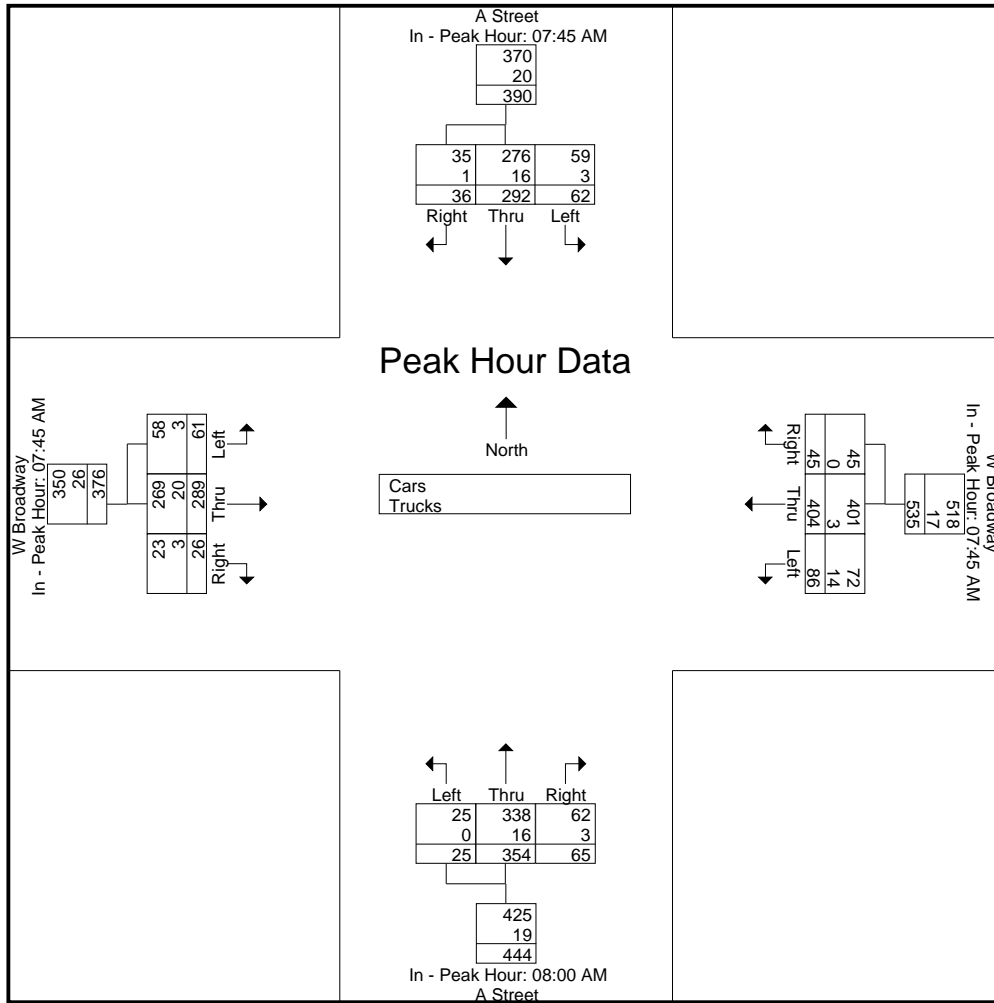 A Street
In - Peak Hour: 07:45 AM
370
20
390
35 276 59
1 16 3
36 292 62
Right Thru Left
Peak Hour Data
North
Cars
Trucks
W Broadway
In - Peak Hour: 07:45 AM
350
26
376
58 3 61
Left
269 20 289
Thru
23 3 26
Right
Right
45 0 45
Thru
404 3 401
Left
86 14 72
518
17
535
In - Peak Hour: 07:45 AM
W Broadway
Left Thru Right
25 338 62
0 16 3
25 354 65
425
19
444
In - Peak Hour: 08:00 AM
A Street